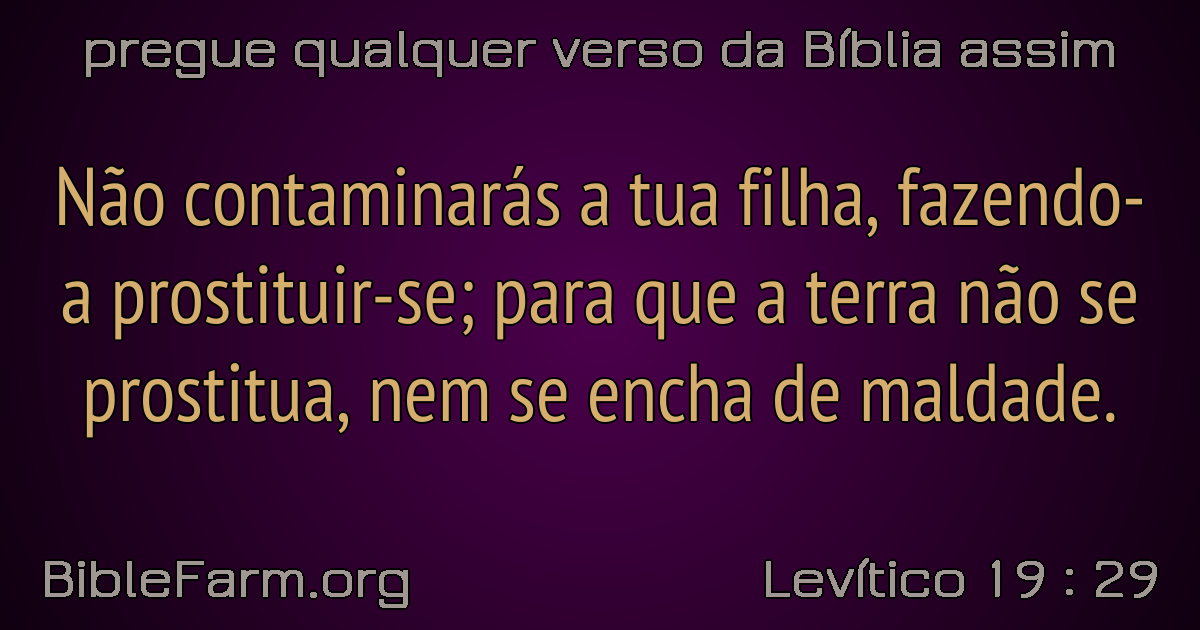 pregue qualquer verso da Bíblia assim
Não contaminarás a tua filha, fazendo-
a prostituir-se; para que a terra não se
prostitua, nem se encha de maldade.
BibleFarm.org
Levítico 19 : 29